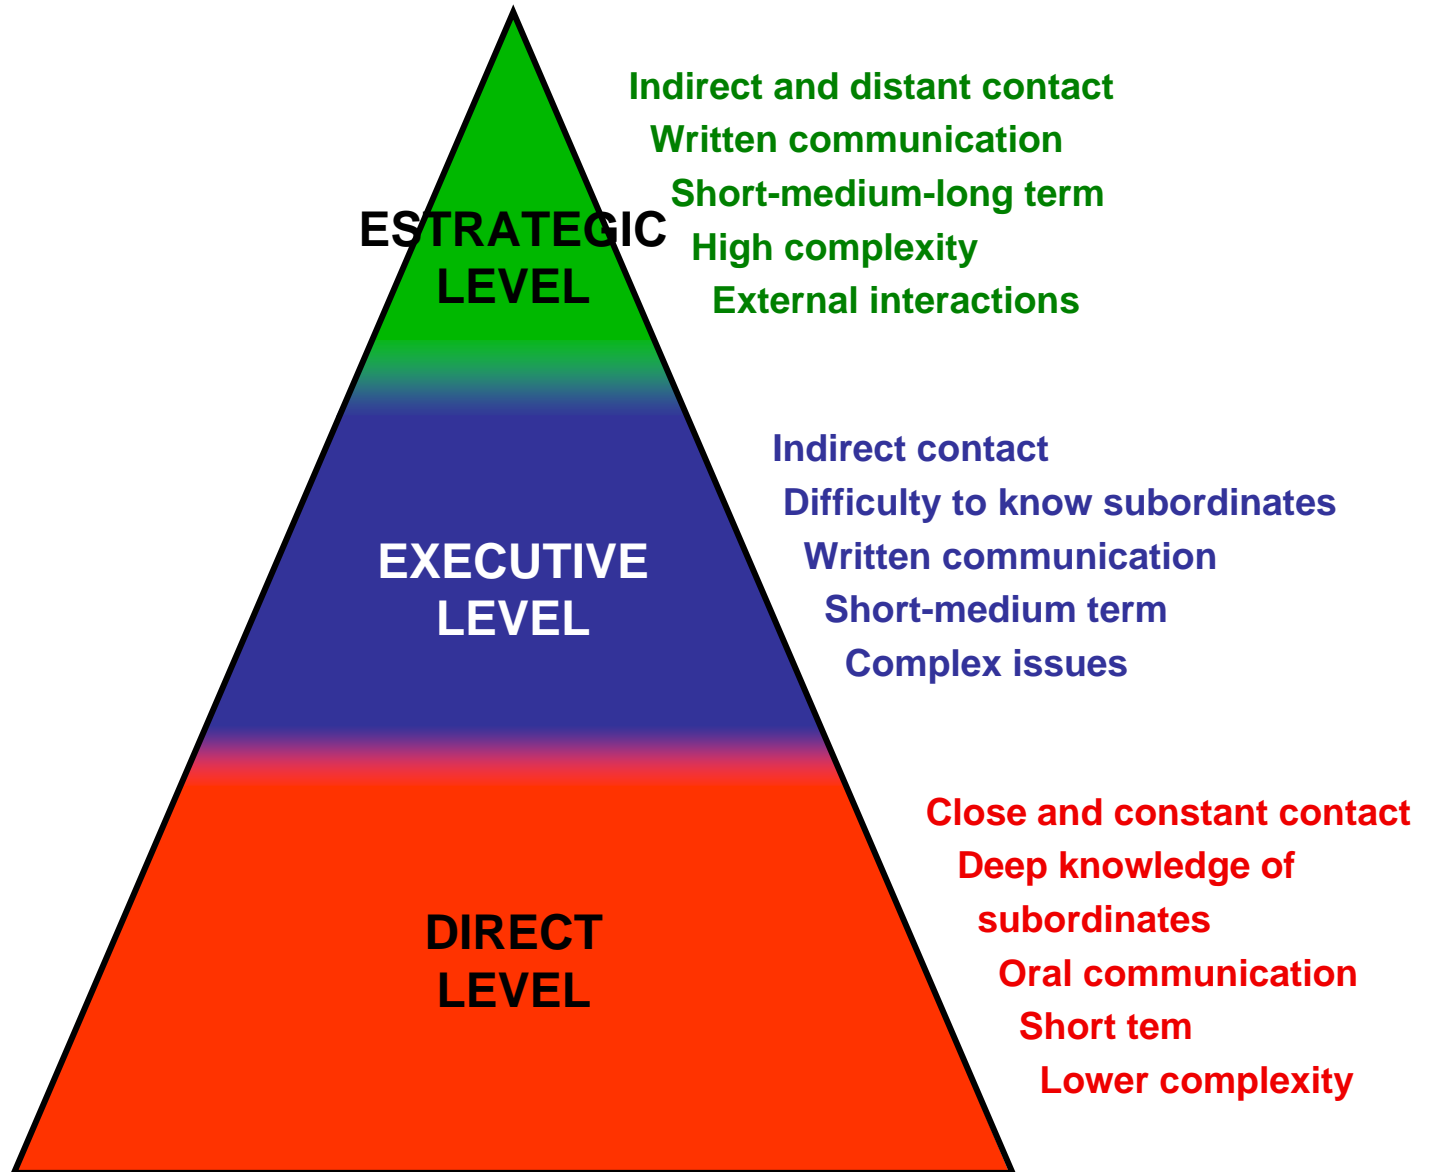 Indirect and distant contact
Written communication
Short-medium-long term
High complexity
External interactions
ESTRATEGIC
LEVEL
Indirect contact
Difficulty to know subordinates
Written communication
Short-medium term
Complex issues
EXECUTIVE
LEVEL
Close and constant contact
Deep knowledge of
subordinates
Oral communication
Short tem
Lower complexity
DIRECT
LEVEL